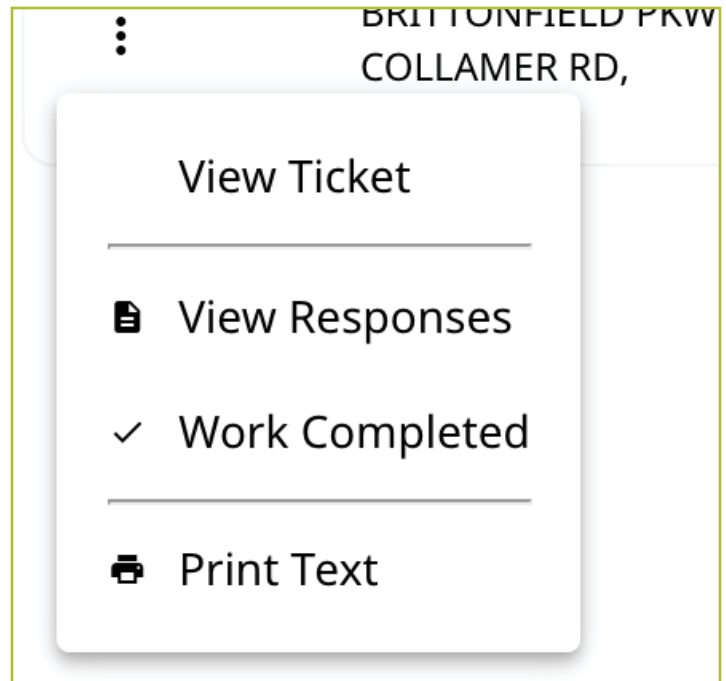 BRITTONFIELD PKW
COLLAMER RD,
View Ticket
View Responses
Work Completed
Print Text